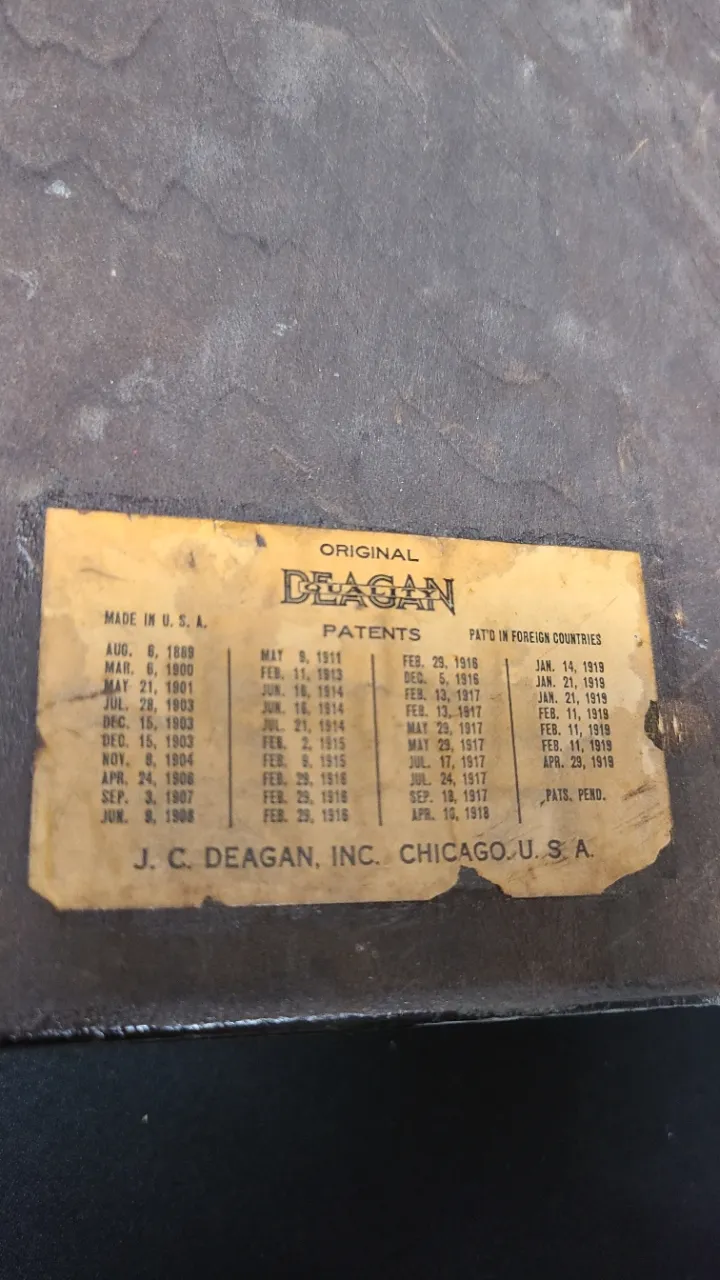 ORIGINAL
DEAGAN
QUALITY
MADE IN U. S. A.
PATENTS
PAT'D IN FOREIGN COUNTRIES
AUG. 6, 1889
MAR. 6, 1900
MAY 21, 1901
JUL. 28, 1903
DEC. 15, 1903
DEC. 15, 1903
NOV. 8, 1904
APR. 24, 1906
SEP. 3, 1907
JUN. 9, 1908
MAY 9, 1911
FEB. 11, 1913
JUN. 16, 1914
JUN. 16, 1914
JUL. 21, 1914
FEB. 2, 1915
FEB. 9, 1915
FEB. 29, 1916
FEB. 29, 1916
FEB. 29, 1916
FEB. 29, 1916
DEC. 5, 1916
FEB. 13, 1917
FEB. 13, 1917
MAY 29, 1917
MAY 29, 1917
JUL. 17, 1917
JUL. 24, 1917
SEP. 18, 1917
APR. 16, 1918
JAN. 14, 1919
JAN. 21, 1919
JAN. 21, 1919
FEB. 11, 1919
FEB. 11, 1919
FEB. 11, 1919
APR. 29, 1919
PATS. PEND.
J. C. DEAGAN, INC. CHICAGO. U. S. A.